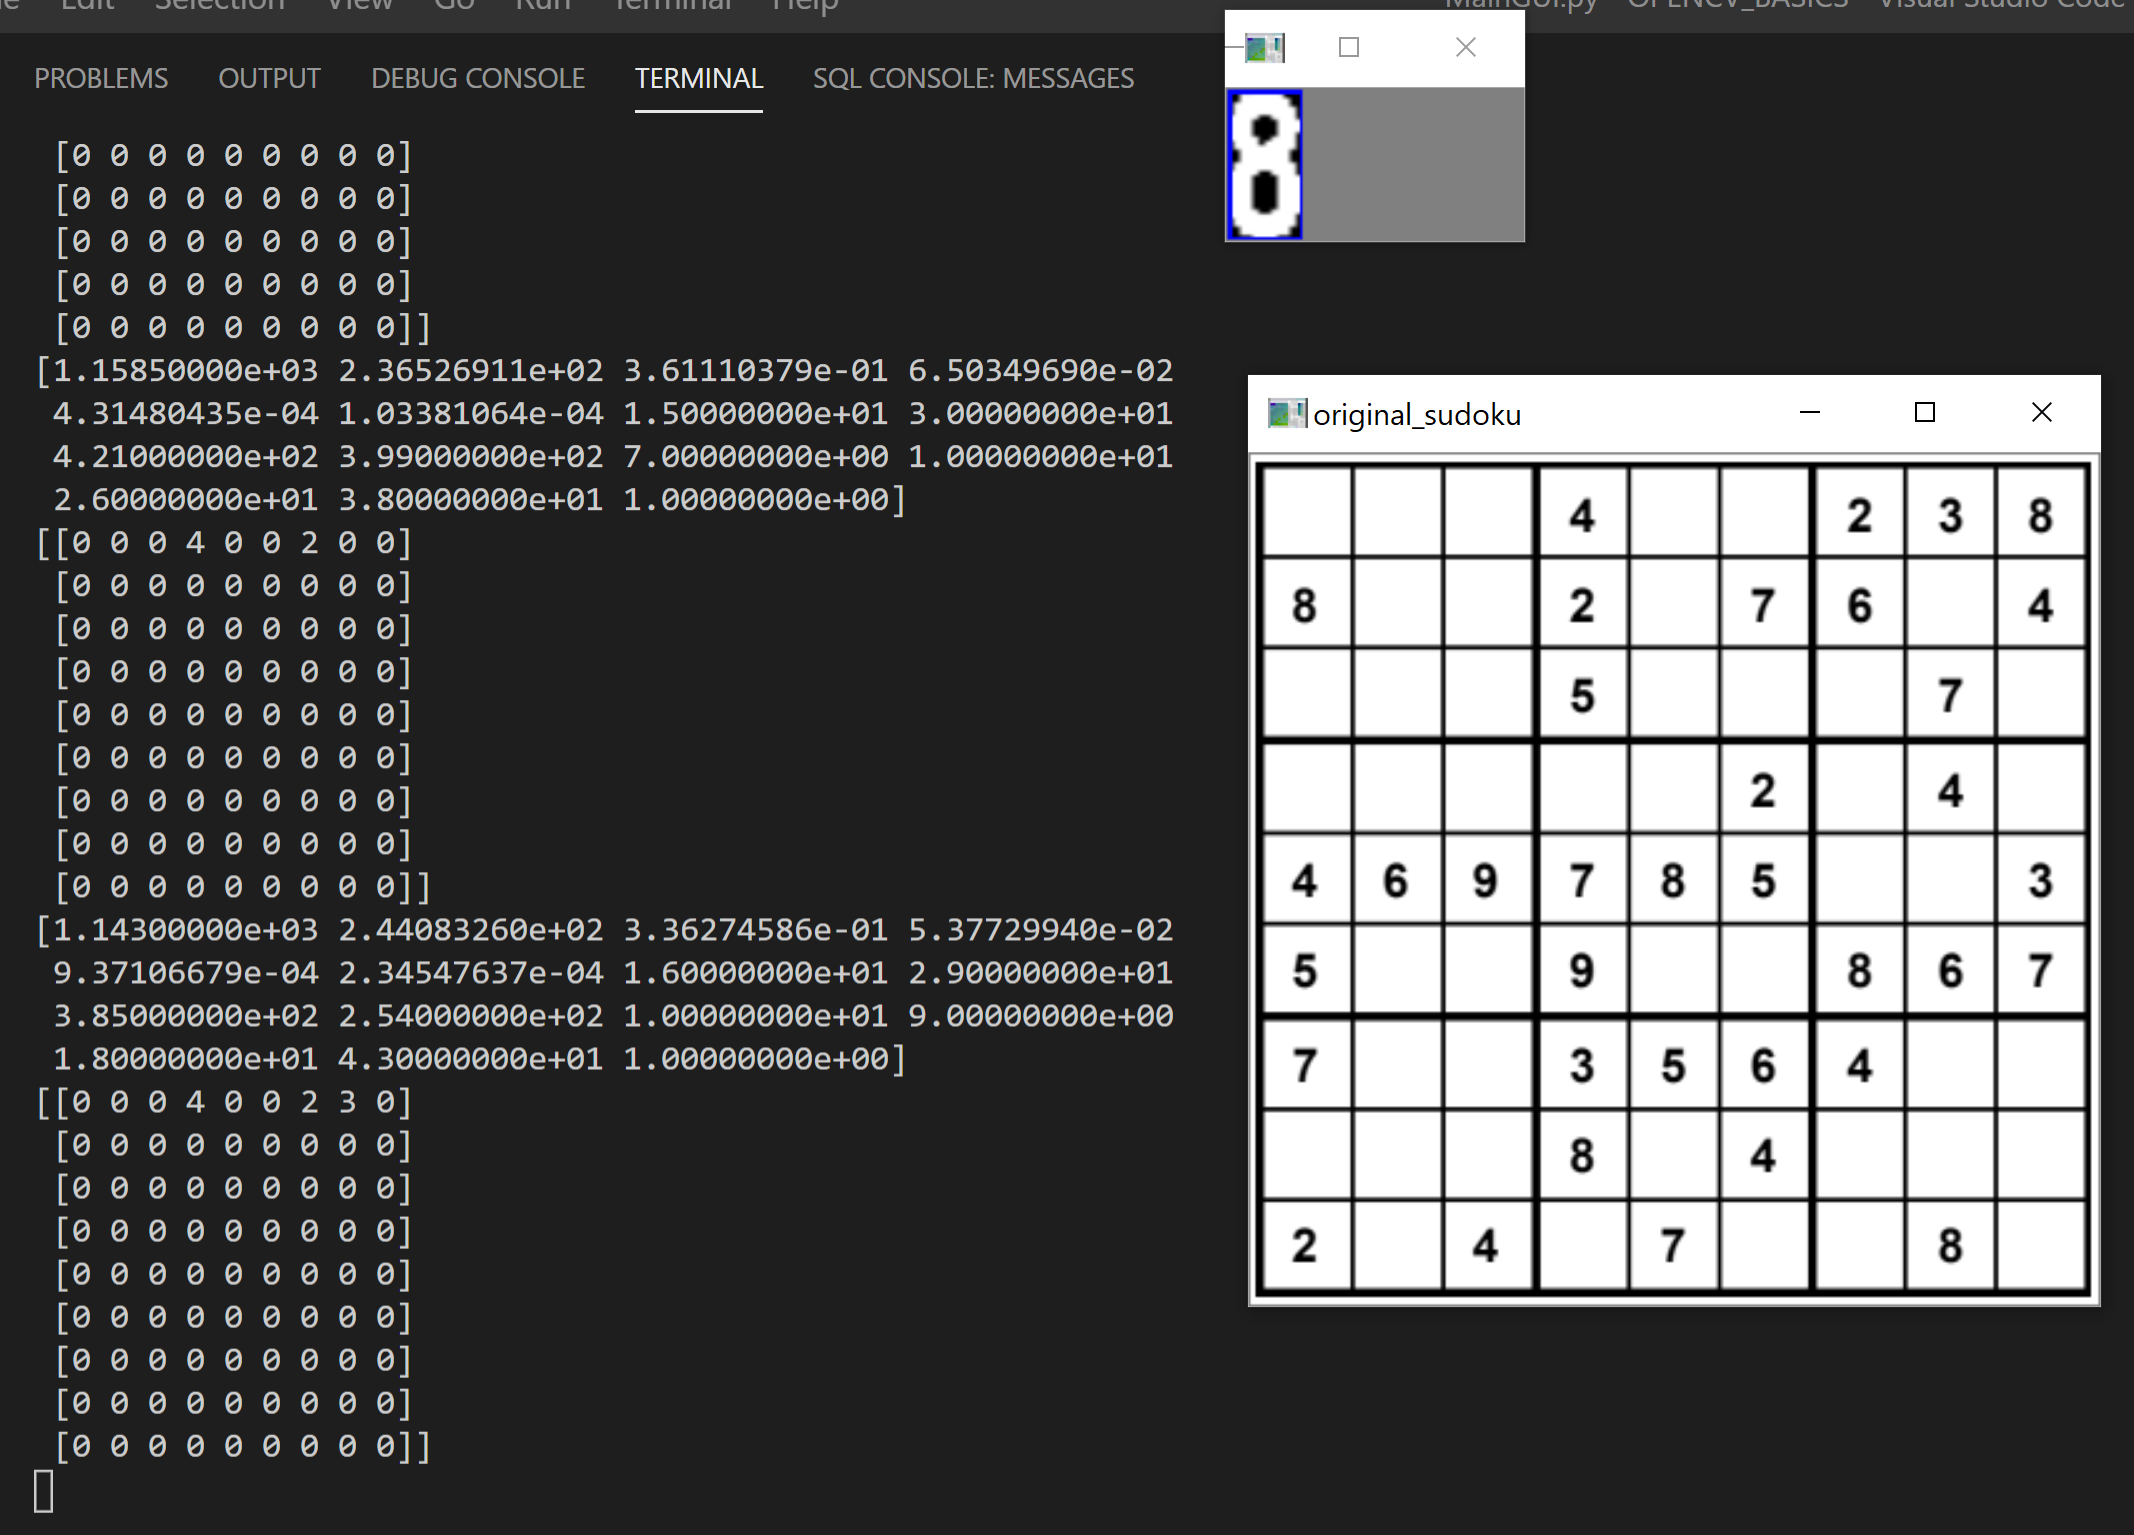 Edit Selection View Go Run Terminal Help MainGUI.py - OPENCV_BASICS - Visual Studio Code
PROBLEMS OUTPUT DEBUG CONSOLE TERMINAL SQL CONSOLE: MESSAGES
[0 0 0 0 0 0 0 0 0]
[0 0 0 0 0 0 0 0 0]
[0 0 0 0 0 0 0 0 0]
[0 0 0 0 0 0 0 0 0]
[0 0 0 0 0 0 0 0 0]]
[1.15850000e+03 2.36526911e+02 3.61110379e-01 6.50349690e-02
4.31480435e-04 1.03381064e-04 1.50000000e+01 3.00000000e+01
4.21000000e+02 3.99000000e+02 7.00000000e+00 1.00000000e+01
2.60000000e+01 3.80000000e+01 1.00000000e+00]
[[0 0 0 4 0 0 2 0 0]
[0 0 0 0 0 0 0 0 0]
[0 0 0 0 0 0 0 0 0]
[0 0 0 0 0 0 0 0 0]
[0 0 0 0 0 0 0 0 0]
[0 0 0 0 0 0 0 0 0]
[0 0 0 0 0 0 0 0 0]
[0 0 0 0 0 0 0 0 0]
[0 0 0 0 0 0 0 0 0]]
[1.14300000e+03 2.44083260e+02 3.36274586e-01 5.37729940e-02
9.37106679e-04 2.34547637e-04 1.60000000e+01 2.90000000e+01
3.85000000e+02 2.54000000e+02 1.00000000e+01 9.00000000e+00
1.80000000e+01 4.30000000e+01 1.00000000e+00]
[[0 0 0 4 0 0 2 3 0]
[0 0 0 0 0 0 0 0 0]
[0 0 0 0 0 0 0 0 0]
[0 0 0 0 0 0 0 0 0]
[0 0 0 0 0 0 0 0 0]
[0 0 0 0 0 0 0 0 0]
[0 0 0 0 0 0 0 0 0]
[0 0 0 0 0 0 0 0 0]
[0 0 0 0 0 0 0 0 0]]
8
original_sudoku
4 2 3 8
8 2 7 6 4
5 7
2 4
4 6 9 7 8 5 3
5 9 8 6 7
7 3 5 6 4
8 4
2 4 7 8